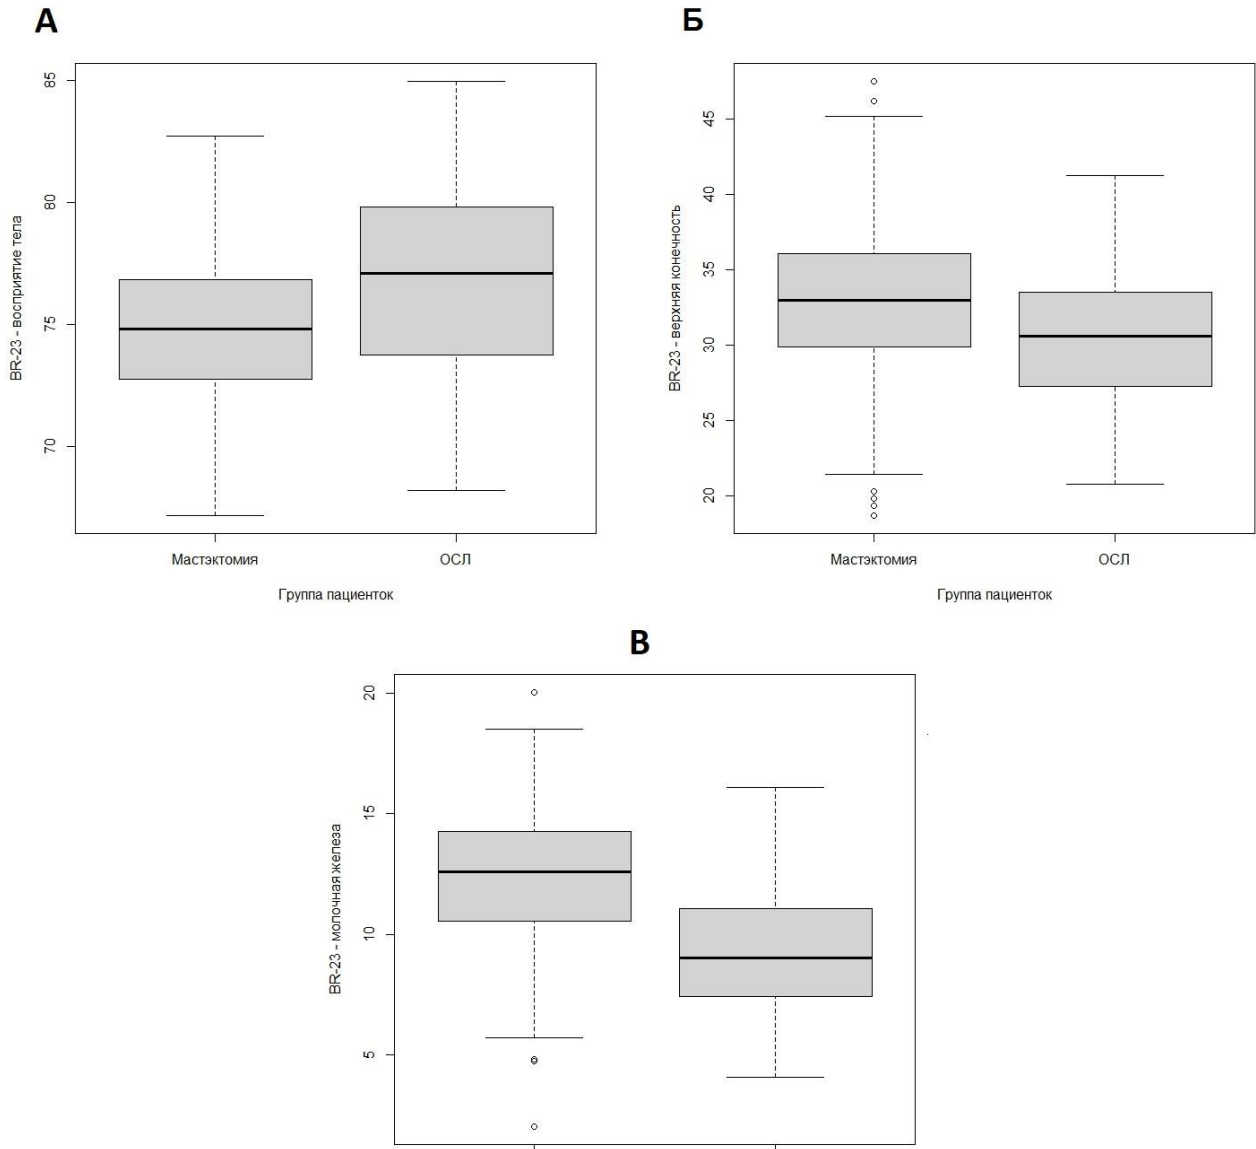 А
BR-23 - восприятие тела
85
80
75
70
Мастэктомия ОСЛ
Группа пациенток
Б
BR-23 - верхняя конечность
45
40
35
30
25
20
Мастэктомия ОСЛ
Группа пациенток
В
BR-23 - молочная железа
20
15
10
5